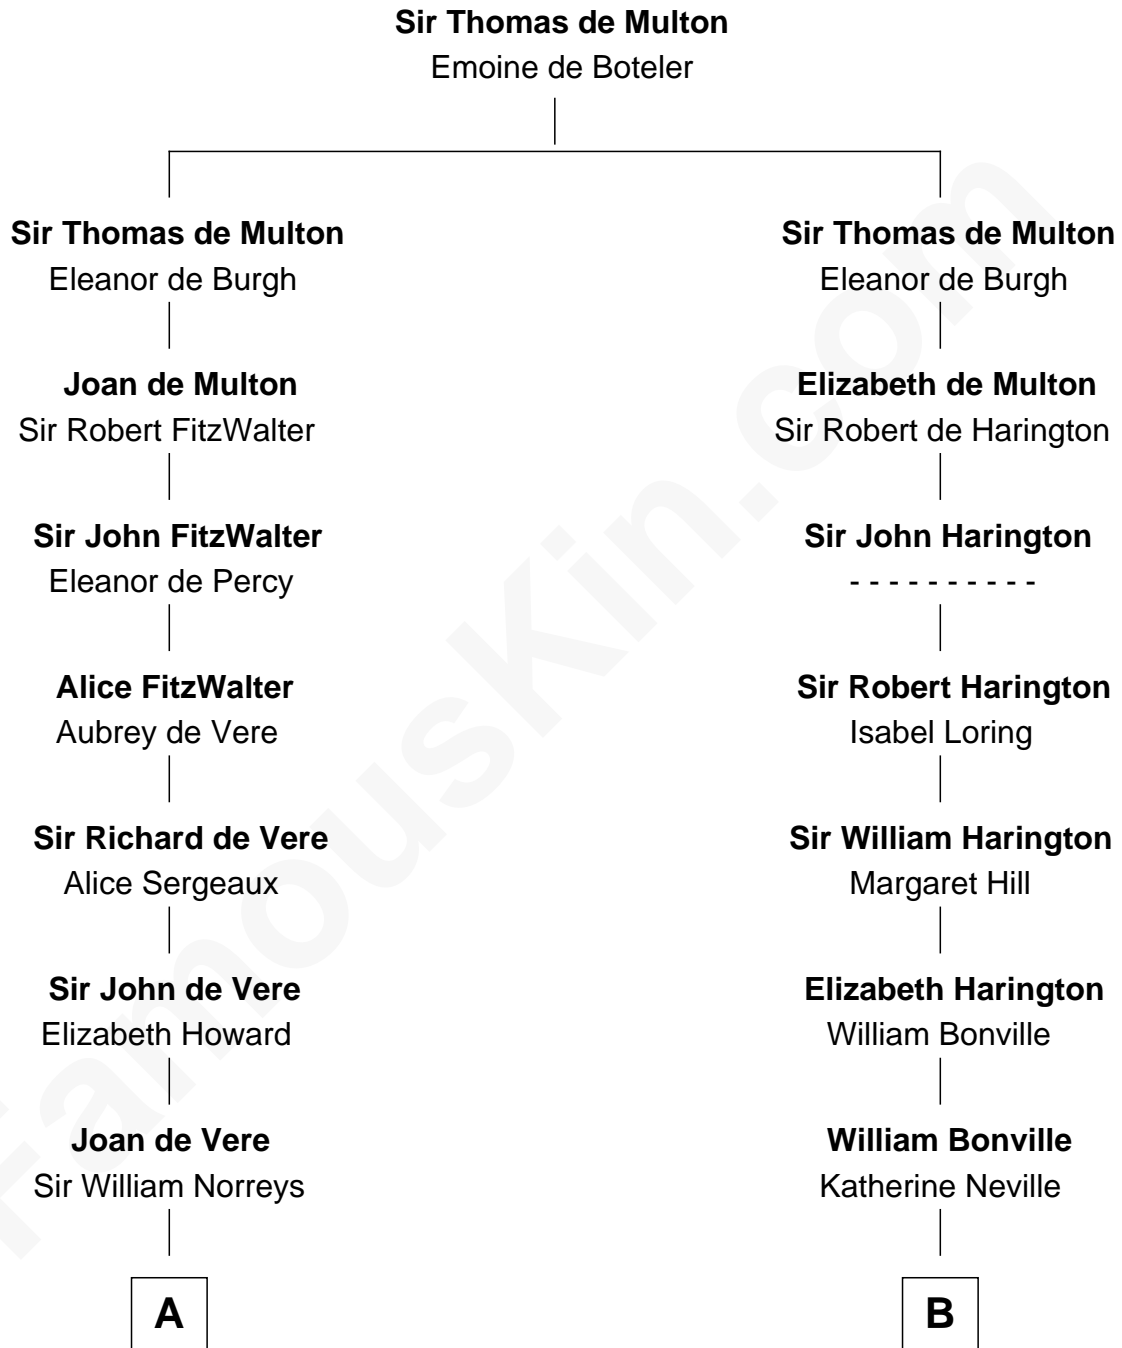 Sir Thomas de Multon
Emoine de Boteler
Sir Thomas de Multon
Eleanor de Burgh
Sir Thomas de Multon
Eleanor de Burgh
Joan de Multon
Sir Robert FitzWalter
Elizabeth de Multon
Sir Robert de Harington
Sir John FitzWalter
Eleanor de Percy
Sir John Harington
- - - - - - - - - -
Alice FitzWalter
Aubrey de Vere
Sir Robert Harington
Isabel Loring
Sir Richard de Vere
Alice Sergeaux
Sir William Harington
Margaret Hill
Sir John de Vere
Elizabeth Howard
Elizabeth Harington
William Bonville
Joan de Vere
Sir William Norreys
William Bonville
Katherine Neville
A
B
FamousKin.com